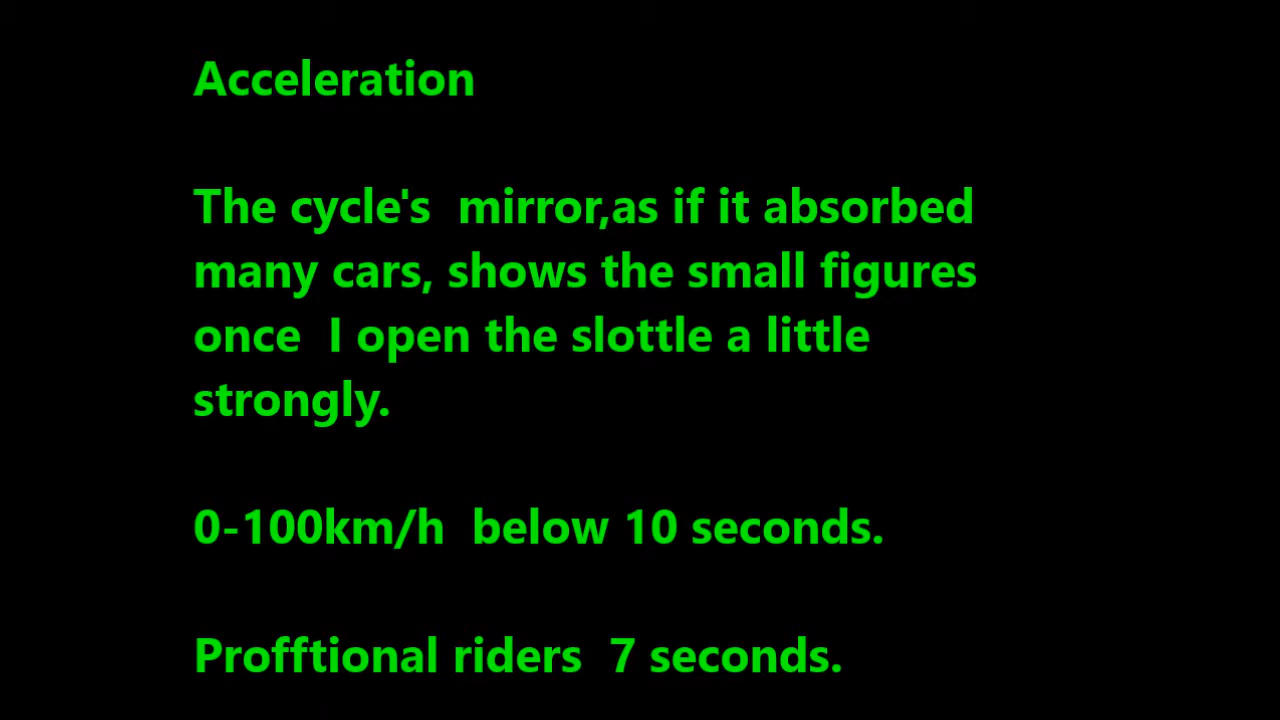 Acceleration
The cycle's  mirror,as if it absorbed
many cars, shows the small figures
once  I open the slottle a little
strongly.
0-100km/h  below 10 seconds.
Profftional riders  7 seconds.